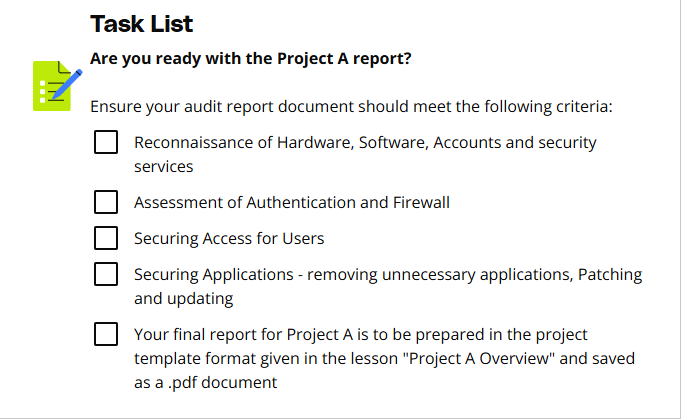 Task List
Are you ready with the Project A report?
Ensure your audit report document should meet the following criteria:
Reconnaissance of Hardware, Software, Accounts and security
services
Assessment of Authentication and Firewall
Securing Access for Users
Securing Applications - removing unnecessary applications, Patching
and updating
Your final report for Project A is to be prepared in the project
template format given in the lesson "Project A Overview" and saved
as a .pdf document